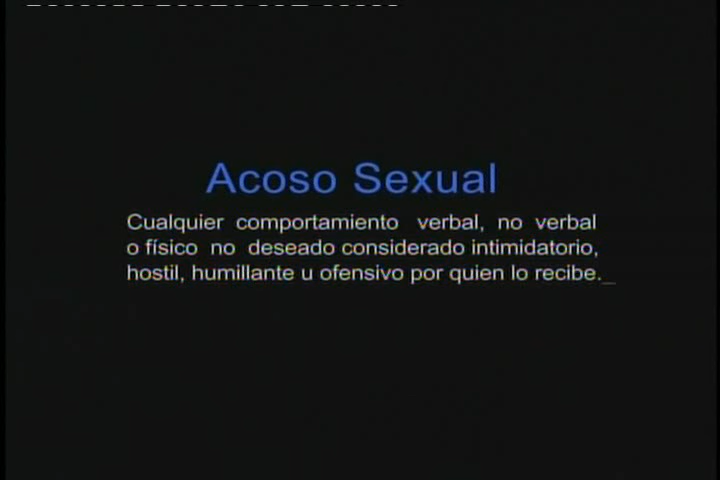 Acoso Sexual
Cualquier comportamiento verbal, no verbal
o físico no deseado considerado intimidatorio,
hostil, humillante u ofensivo por quien lo recibe._